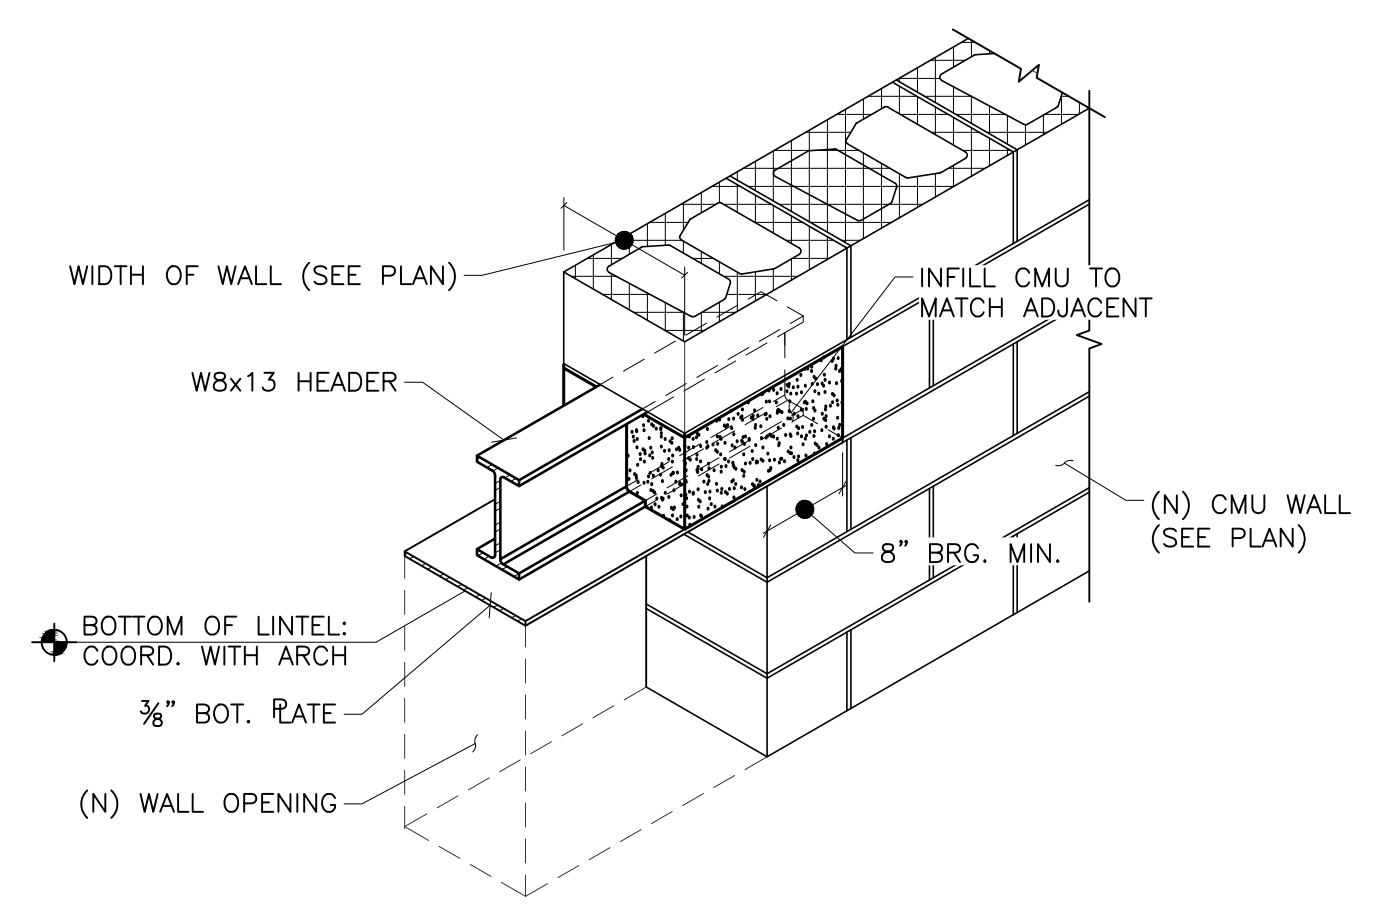 WIDTH OF WALL (SEE PLAN)
INFILL CMU TO
MATCH ADJACENT
W8x13 HEADER
(N) CMU WALL
(SEE PLAN)
8" BRG. MIN.
BOTTOM OF LINTEL:
COORD. WITH ARCH
⅜" BOT. PLATE
(N) WALL OPENING